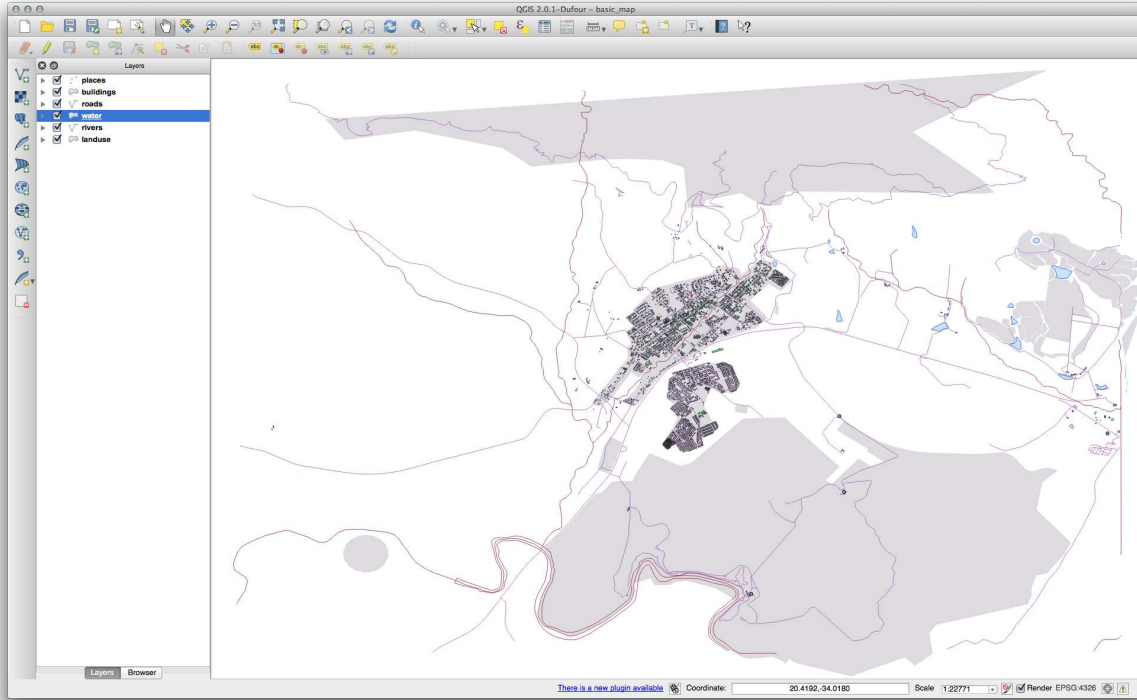 QGIS 2.0.1-Dufour - basic_map
Layers
places
buildings
roads
water
rivers
landuse
Layers Browser
There is a new plugin available Coordinate: 20.4192,-34.0180 Scale 1:22771 Render EPSG:4326